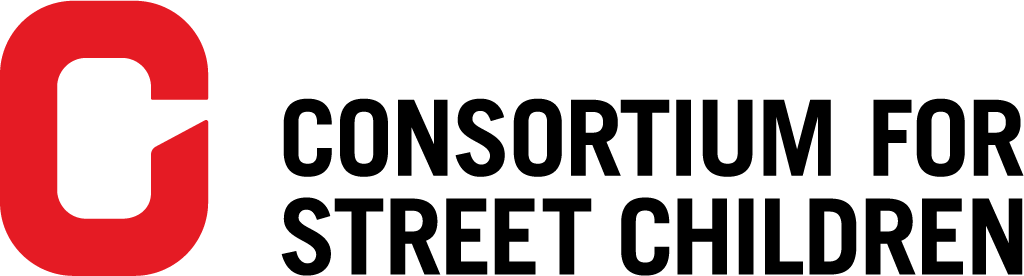 CONSORTIUM FOR
STREET CHILDREN